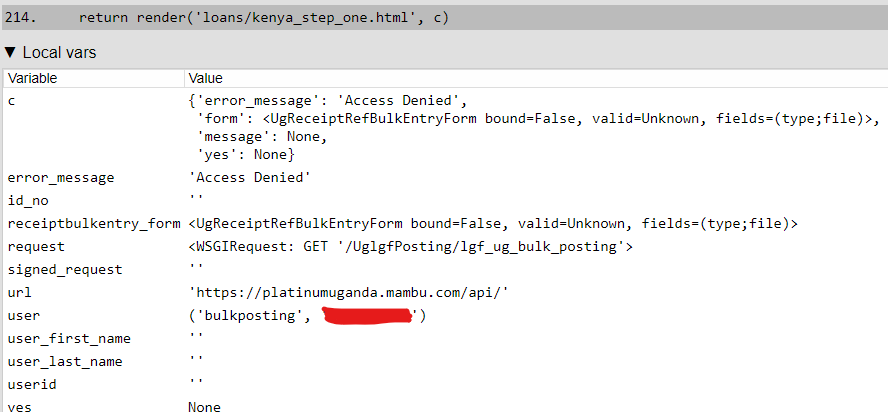 214. return render('loans/kenya_step_one.html', c)
▼ Local vars
Variable Value
c {'error_message': 'Access Denied',
'form': <UgReceiptRefBulkEntryForm bound=False, valid=Unknown, fields=(type;file)>,
'message': None,
'yes': None}
error_message 'Access Denied'
id_no ''
receiptbulkentry_form <UgReceiptRefBulkEntryForm bound=False, valid=Unknown, fields=(type;file)>
request <WSGIRequest: GET '/UglgfPosting/lgf_ug_bulk_posting'>
signed_request ''
url 'https://platinumuganda.mambu.com/api/'
user ('bulkposting', ')
user_first_name ''
user_last_name ''
userid ''
yes None